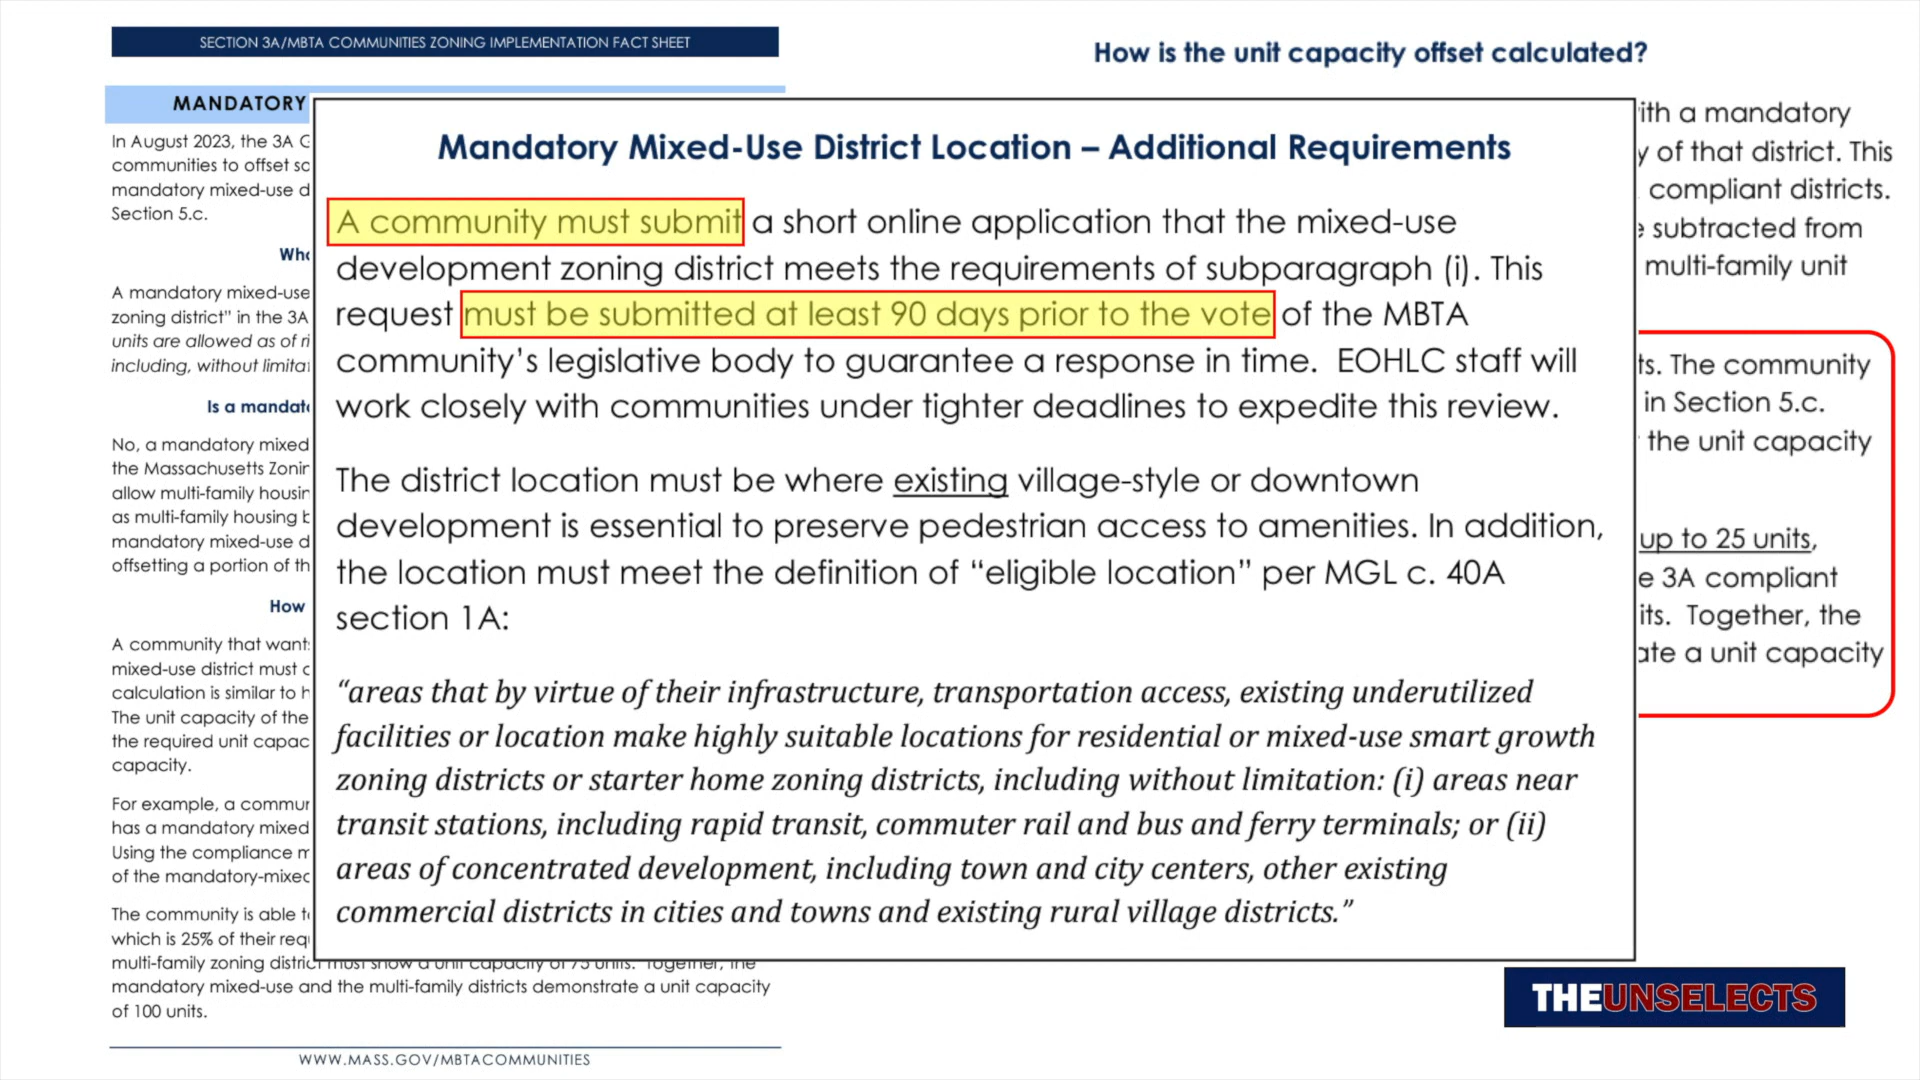 SECTION 3A/MBTA COMMUNITIES ZONING IMPLEMENTATION FACT SHEET
MANDATORY
In August 2023, the 3A
communities to offset
mandatory mixed-use
Section 5.c.
A mandatory mixed-use
zoning district" in the 3A
units are allowed as of
including, without
Is a
No, a mandatory mixed
the Massachusetts
allow multi-family
as multi-family housing
mandatory mixed-use
offsetting a portion of
How
A community that
mixed-use district must
calculation is similar to
The unit capacity of the
the required unit
capacity.
For example, a
has a mandatory mixed
Using the compliance
of the
The community is able
which is 25% of their
multi-family zoning district must show a unit capacity of 75 units. Together, the
mandatory mixed-use and the multi-family districts demonstrate a unit capacity
of 100 units.
WWW.MASS.GOV/MBTACOMMUNITIES
Mandatory Mixed-Use District Location – Additional Requirements
A community must submit a short online application that the mixed-use
development zoning district meets the requirements of subparagraph (i). This
request must be submitted at least 90 days prior to the vote of the MBTA
community's legislative body to guarantee a response in time. EOHLC staff will
work closely with communities under tighter deadlines to expedite this review.
The district location must be where existing village-style or downtown
development is essential to preserve pedestrian access to amenities. In addition,
the location must meet the definition of "eligible location" per MGL c. 40A
section 1A:
"areas that by virtue of their infrastructure, transportation access, existing underutilized
facilities or location make highly suitable locations for residential or mixed-use smart growth
zoning districts or starter home zoning districts, including without limitation: (i) areas near
transit stations, including rapid transit, commuter rail and bus and ferry terminals; or (ii)
areas of concentrated development, including town and city centers, other existing
commercial districts in cities and towns and existing rural village districts."
How is the unit capacity offset calculated?
a mandatory
of that district. This
compliant districts.
subtracted from
multi-family unit
The community
in Section 5.c.
the unit capacity
up to 25 units,
3A compliant
Together, the
a unit capacity
THEUNSELECTS